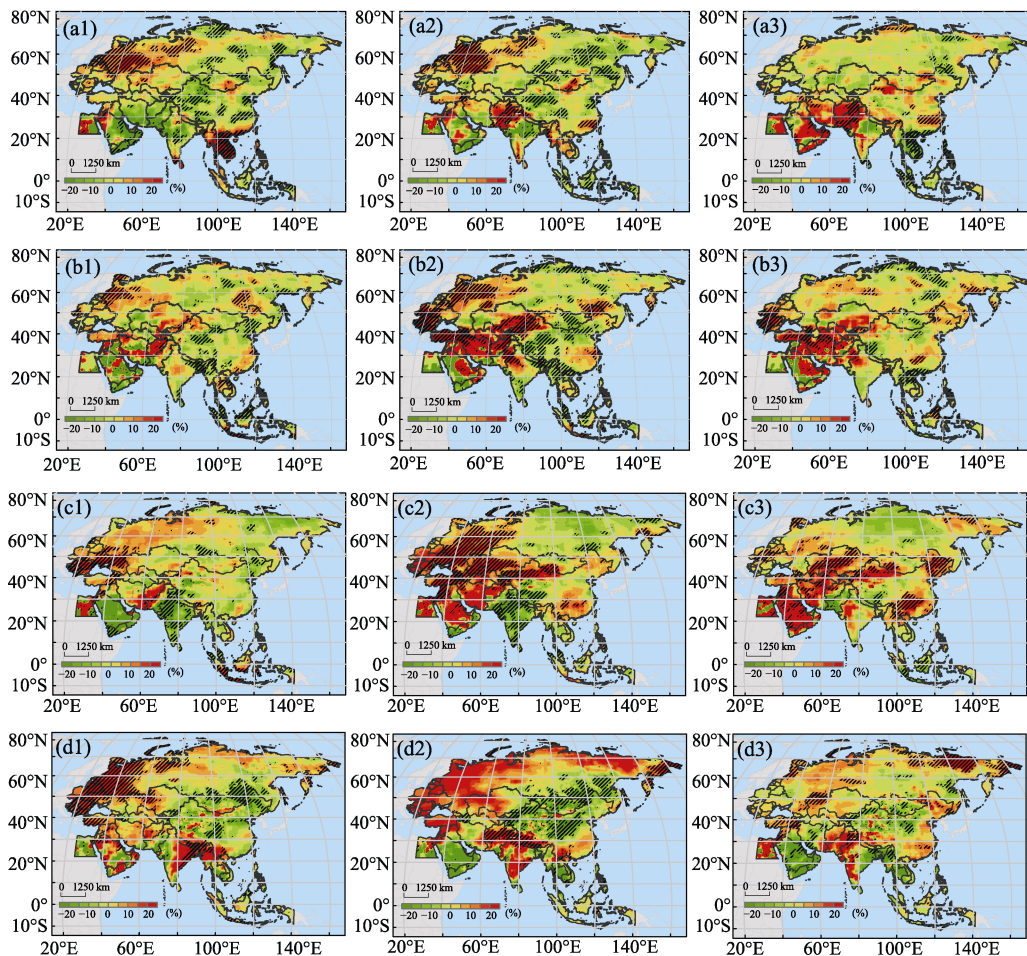 (a1) (a2) (a3)
80°N 80°N 80°N
60°N 60°N 60°N
40°N 40°N 40°N
20°N 20°N 20°N
0 1250 km 0 1250 km 0 1250 km
0° 0° 0°
−20 −10 0 10 20 (%) −20 −10 0 10 20 (%) −20 −10 0 10 20 (%)
10°S 10°S 10°S
20°E 60°E 100°E 140°E 20°E 60°E 100°E 140°E 20°E 60°E 100°E 140°E
(b1) (b2) (b3)
80°N 80°N 80°N
60°N 60°N 60°N
40°N 40°N 40°N
20°N 20°N 20°N
0 1250 km 0 1250 km 0 1250 km
0° 0° 0°
−20 −10 0 10 20 (%) −20 −10 0 10 20 (%) −20 −10 0 10 20 (%)
10°S 10°S 10°S
20°E 60°E 100°E 140°E 20°E 60°E 100°E 140°E 20°E 60°E 100°E 140°E
(c1) (c2) (c3)
80°N 80°N 80°N
60°N 60°N 60°N
40°N 40°N 40°N
20°N 20°N 20°N
0 1250 km 0 1250 km 0 1250 km
0° 0° 0°
−20 −10 0 10 20 (%) −20 −10 0 10 20 (%) −20 −10 0 10 20 (%)
10°S 10°S 10°S
20°E 60°E 100°E 140°E 20°E 60°E 100°E 140°E 20°E 60°E 100°E 140°E
(d1) (d2) (d3)
80°N 80°N 80°N
60°N 60°N 60°N
40°N 40°N 40°N
20°N 20°N 20°N
0 1250 km 0 1250 km 0 1250 km
0° 0° 0°
−20 −10 0 10 20 (%) −20 −10 0 10 20 (%) −20 −10 0 10 20 (%)
10°S 10°S 10°S
20°E 60°E 100°E 140°E 20°E 60°E 100°E 140°E 20°E 60°E 100°E 140°E